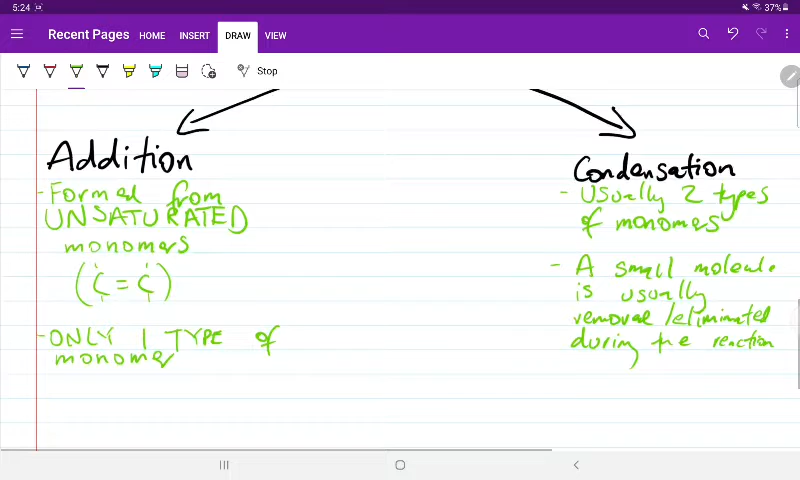 5:24
37%
Recent Pages HOME INSERT DRAW VIEW
Stop
Addition
- Formed from
UNSATURATED
monomers
(C = C)
- ONLY 1 TYPE of
monomer
Condensation
- Usually 2 types
of monomers
- A small molecule
is usually
removal/eliminated
during the reaction